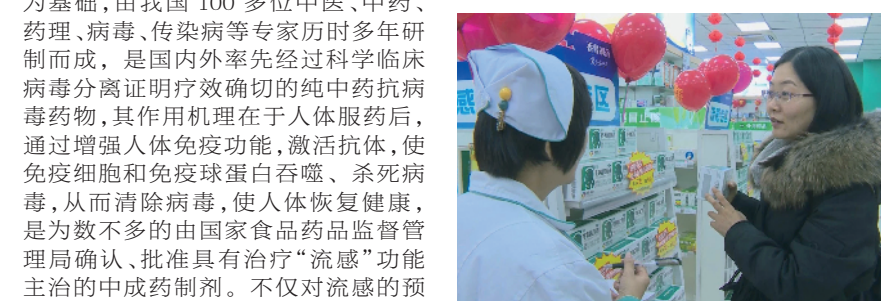 为基础,由我国 100 多位中医、中药、
药理、病毒、传染病等专家历时多年研
制而成，是国内外率先经过科学临床
病毒分离证明疗效确切的纯中药抗病
毒药物,其作用机理在于人体服药后，
通过增强人体免疫功能,激活抗体,使
免疫细胞和免疫球蛋白吞噬、杀死病
毒,从而清除病毒,使人体恢复健康，
是为数不多的由国家食品药品监督管
理局确认、批准具有治疗“流感”功能
主治的中成药制剂。不仅对流感的预
感
区